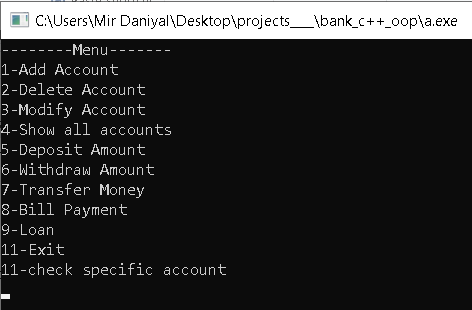 C:\Users\Mir Daniyal\Desktop\projects___\bank_c++_oop\a.exe
--------Menu-------
1-Add Account
2-Delete Account
3-Modify Account
4-Show all accounts
5-Deposit Amount
6-Withdraw Amount
7-Transfer Money
8-Bill Payment
9-Loan
11-Exit
11-check specific account